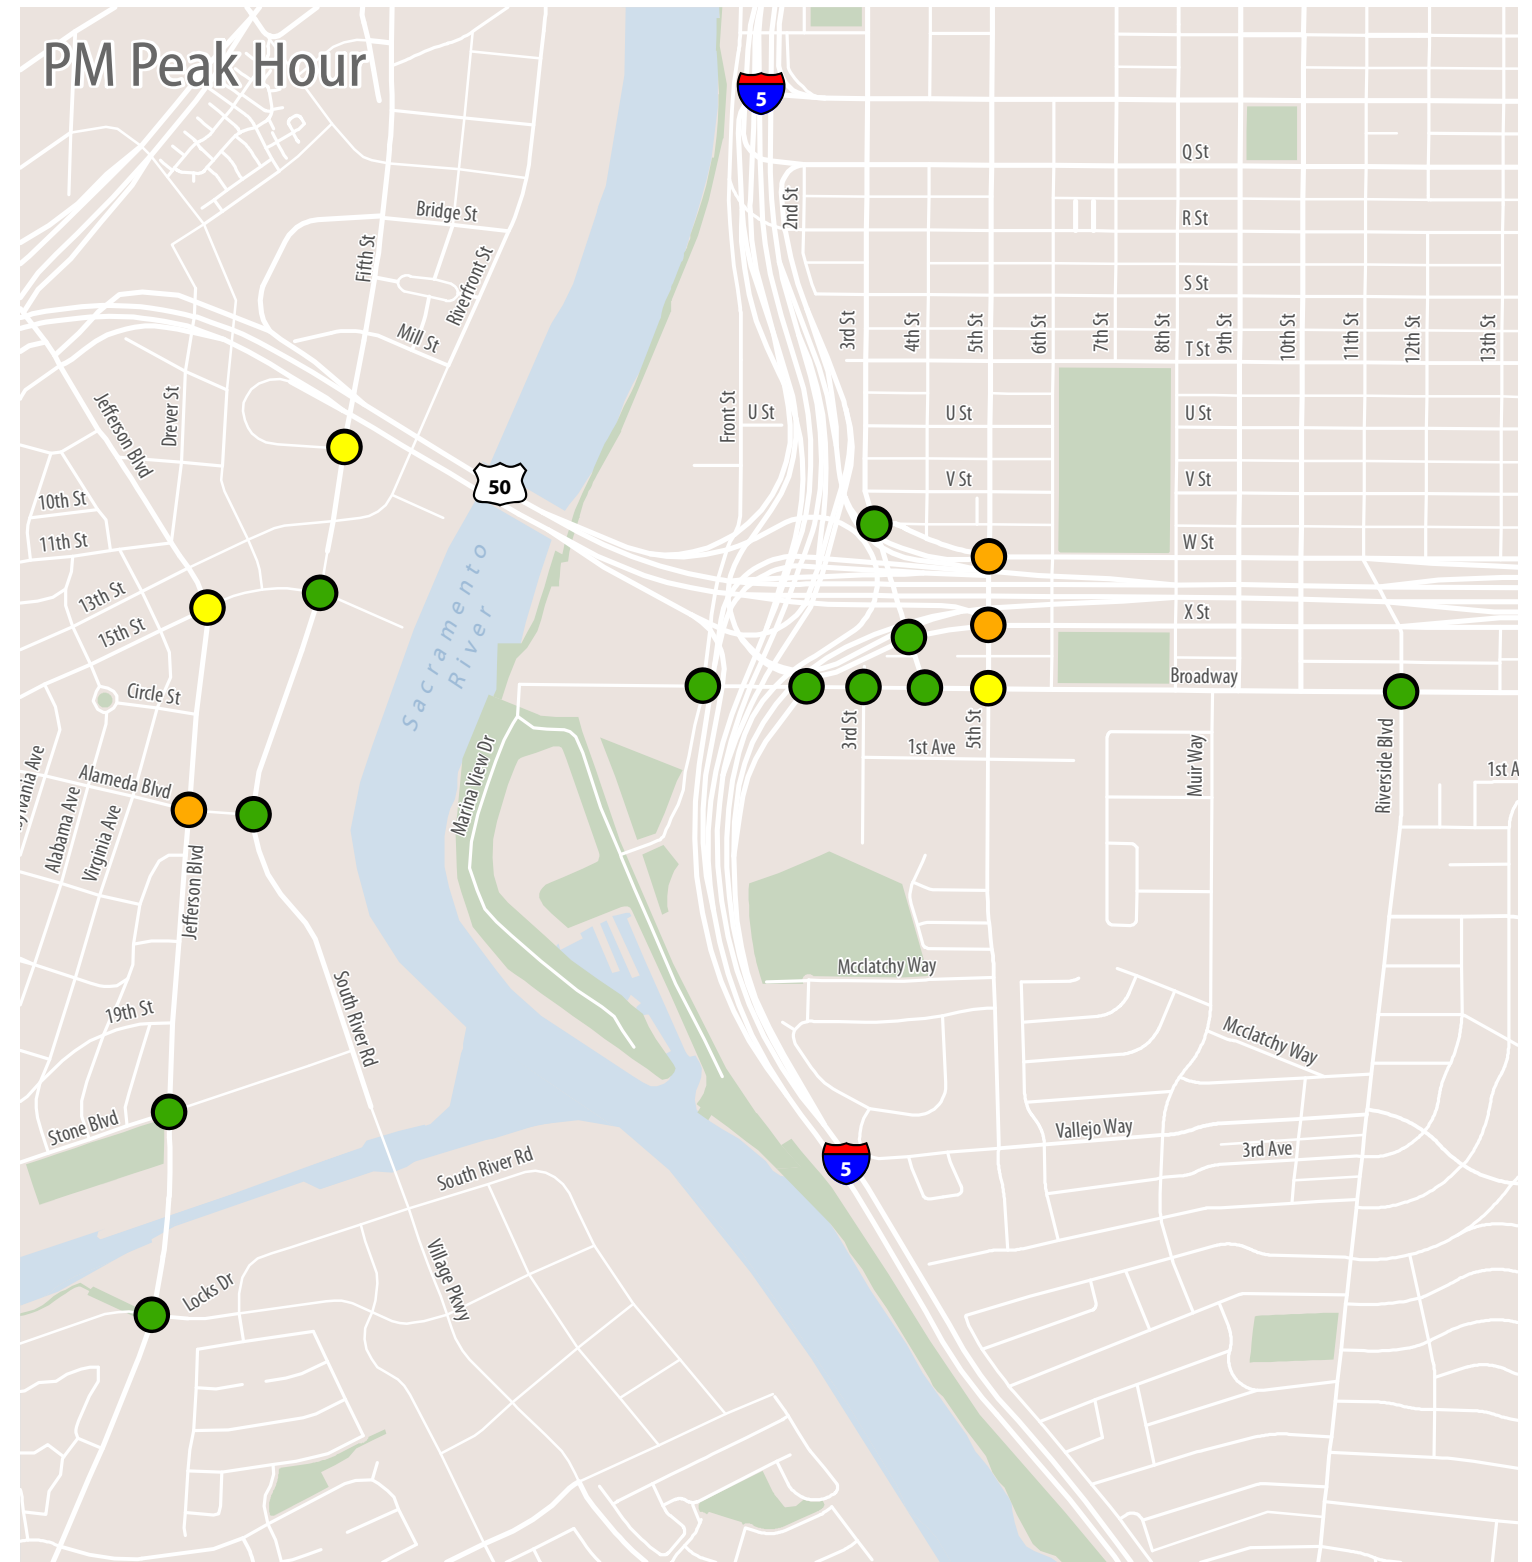 PM Peak Hour
5
Q St
2nd St
Bridge St
R St
Fifth St
Riverfront St
S St
Mill St
3rd St
4th St
5th St
6th St
7th St
8th St
9th St
10th St
11th St
12th St
13th St
T St
Jefferson Blvd
Drever St
Front St
U St
U St
U St
V St
V St
50
10th St
11th St
W St
Sacramento
River
13th St
15th St
X St
Circle St
Broadway
3rd St
5th St
1st Ave
Marina View Dr
Muir Way
Riverside Blvd
1st A
ylvania Ave
Alabama Ave
Virginia Ave
Alameda Blvd
Jefferson Blvd
Mcclatchy Way
South River Rd
19th St
Mcclatchy Way
Stone Blvd
Vallejo Way
3rd Ave
5
South River Rd
Village Pkwy
Locks Dr